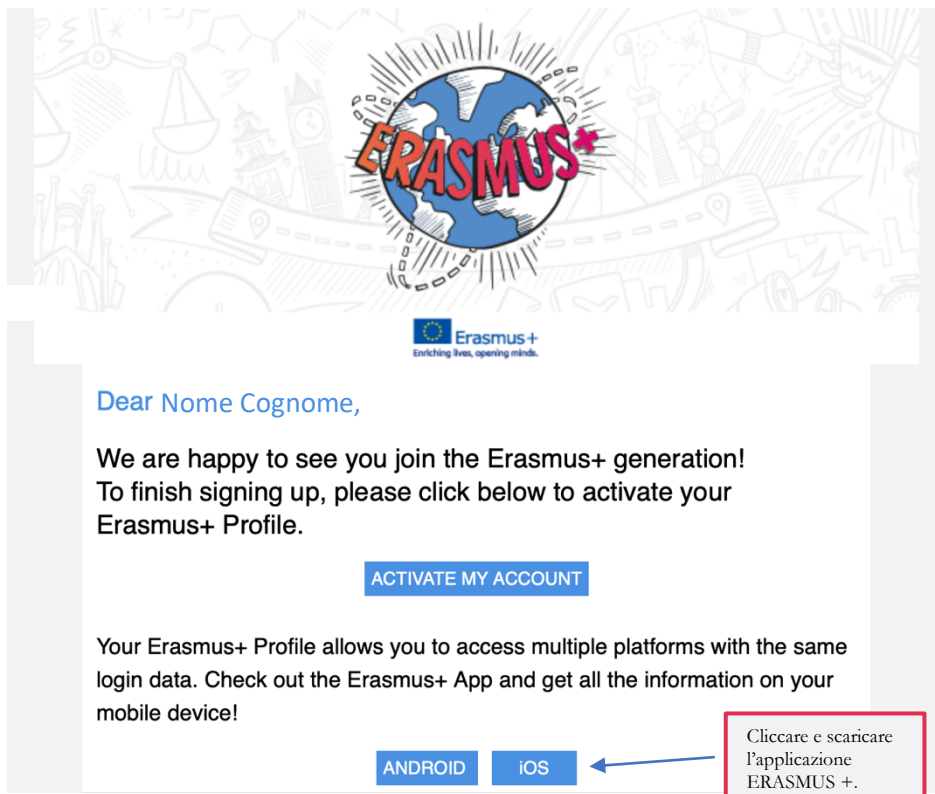 ERASMUS+
Erasmus+
Enriching lives, opening minds.
Dear Nome Cognome,
We are happy to see you join the Erasmus+ generation!
To finish signing up, please click below to activate your
Erasmus+ Profile.
ACTIVATE MY ACCOUNT
Your Erasmus+ Profile allows you to access multiple platforms with the same
login data. Check out the Erasmus+ App and get all the information on your
mobile device!
ANDROID iOS
Cliccare e scaricare
l'applicazione
ERASMUS +.